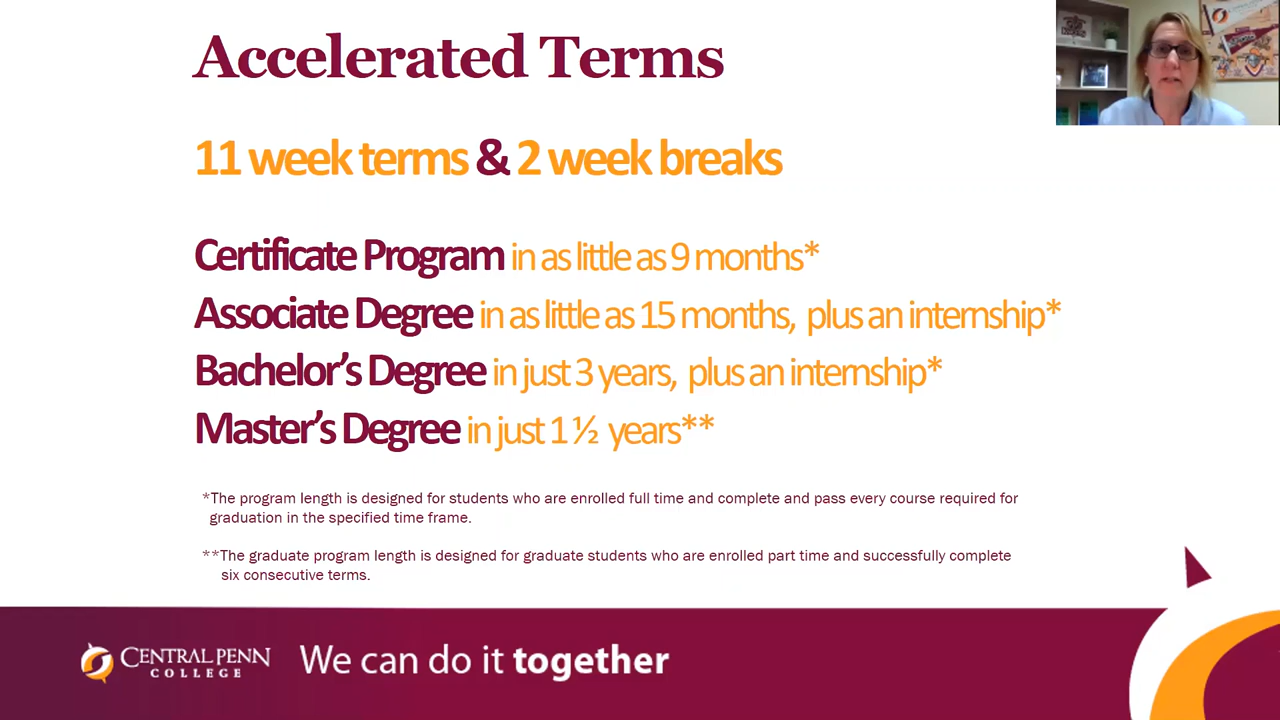 Accelerated Terms
11 week terms & 2 week breaks
Certificate Program in as little as 9 months*
Associate Degree in as little as 15 months, plus an internship*
Bachelor's Degree in just 3 years, plus an internship*
Master's Degree in just 1 ½ years**
*The program length is designed for students who are enrolled full time and complete and pass every course required for
graduation in the specified time frame.
**The graduate program length is designed for graduate students who are enrolled part time and successfully complete
six consecutive terms.
CENTRAL PENN
COLLEGE
We can do it together